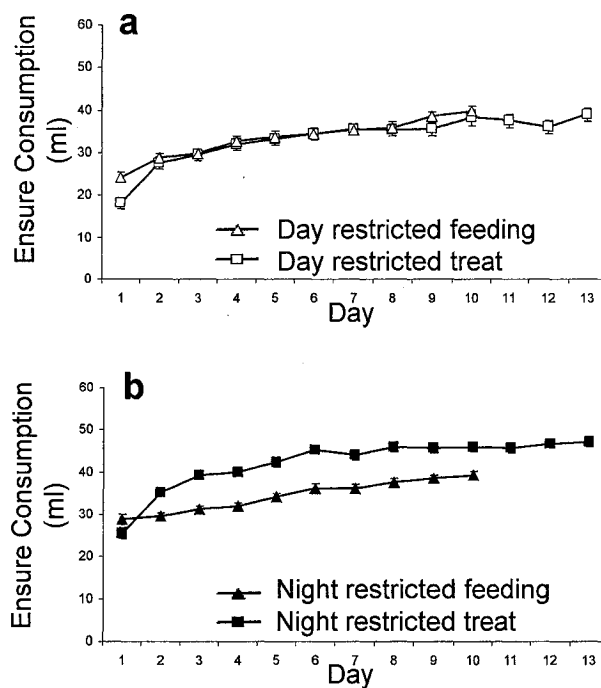 a
Ensure Consumption
(ml)
60
50
40
30
20
10
0
Day restricted feeding
Day restricted treat
1 2 3 4 5 6 7 8 9 10 11 12 13
Day
b
Ensure Consumption
(ml)
60
50
40
30
20
10
0
Night restricted feeding
Night restricted treat
1 2 3 4 5 6 7 8 9 10 11 12 13
Day